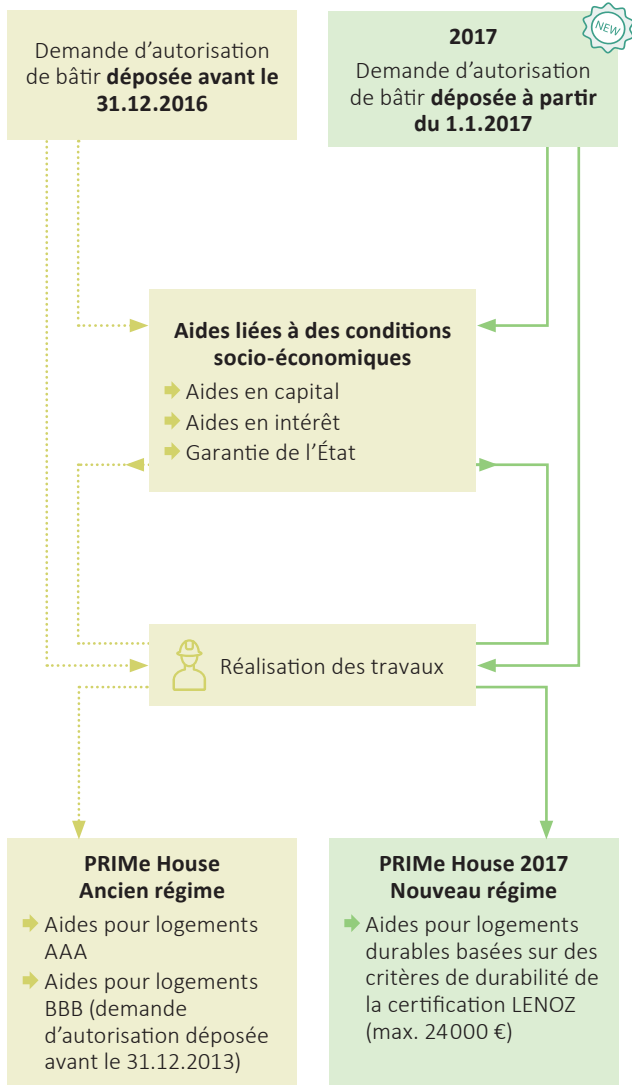 Demande d’autorisation
de bâtir déposée avant le
31.12.2016
NEW
2017
Demande d’autorisation
de bâtir déposée à partir
du 1.1.2017
Aides liées à des conditions
socio-économiques
Aides en capital
Aides en intérêt
Garantie de l’État
Réalisation des travaux
PRIMe House
Ancien régime
Aides pour logements
AAA
Aides pour logements
BBB (demande
d’autorisation déposée
avant le 31.12.2013)
PRIMe House 2017
Nouveau régime
Aides pour logements
durables basées sur des
critères de durabilité de
la certification LENOZ
(max. 24 000 €)